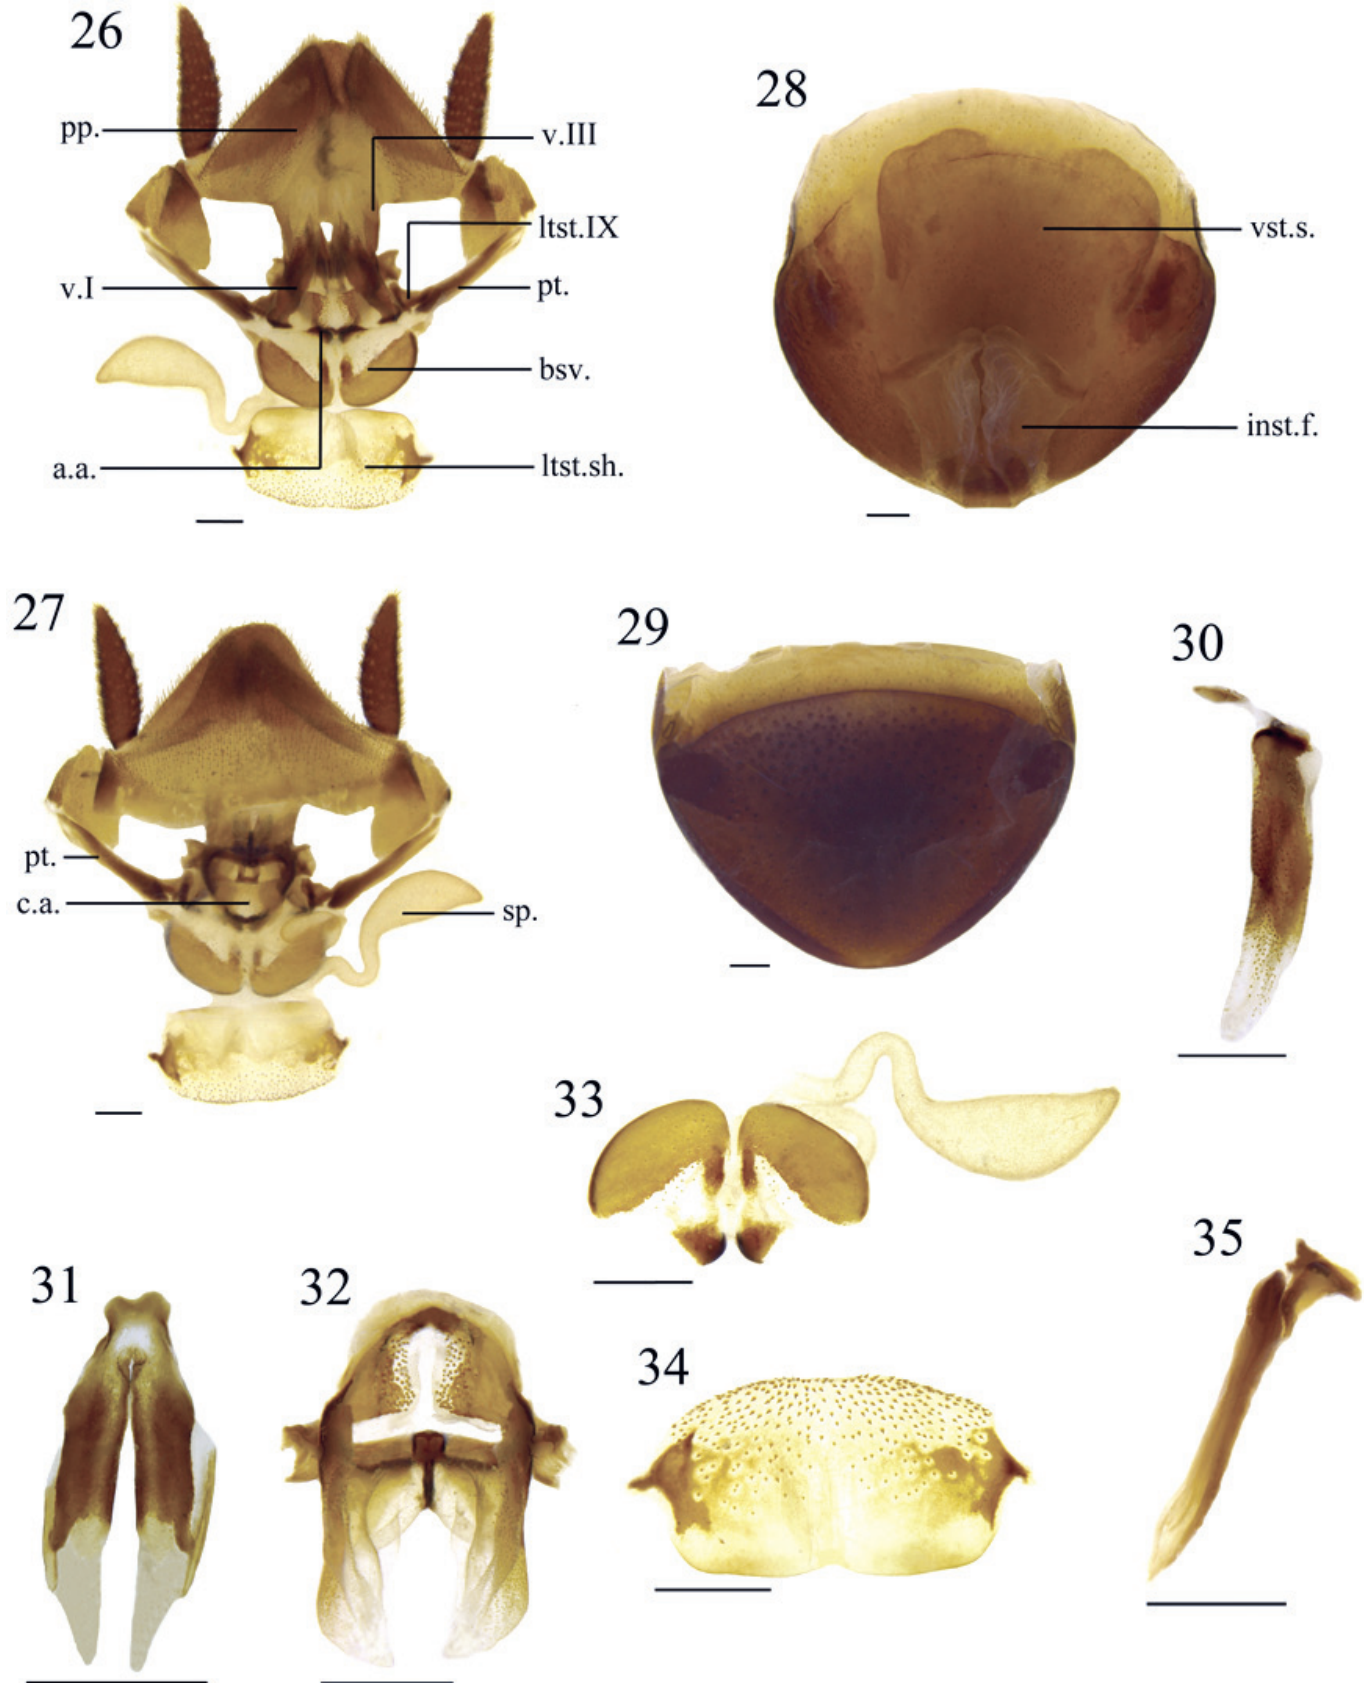 26
pp.
v.III
ltst.IX
v.I
pt.
bsv.
a.a.
ltst.sh.
28
vst.s.
inst.f.
27
pt.
c.a.
sp.
29
30
33
31
32
34
35